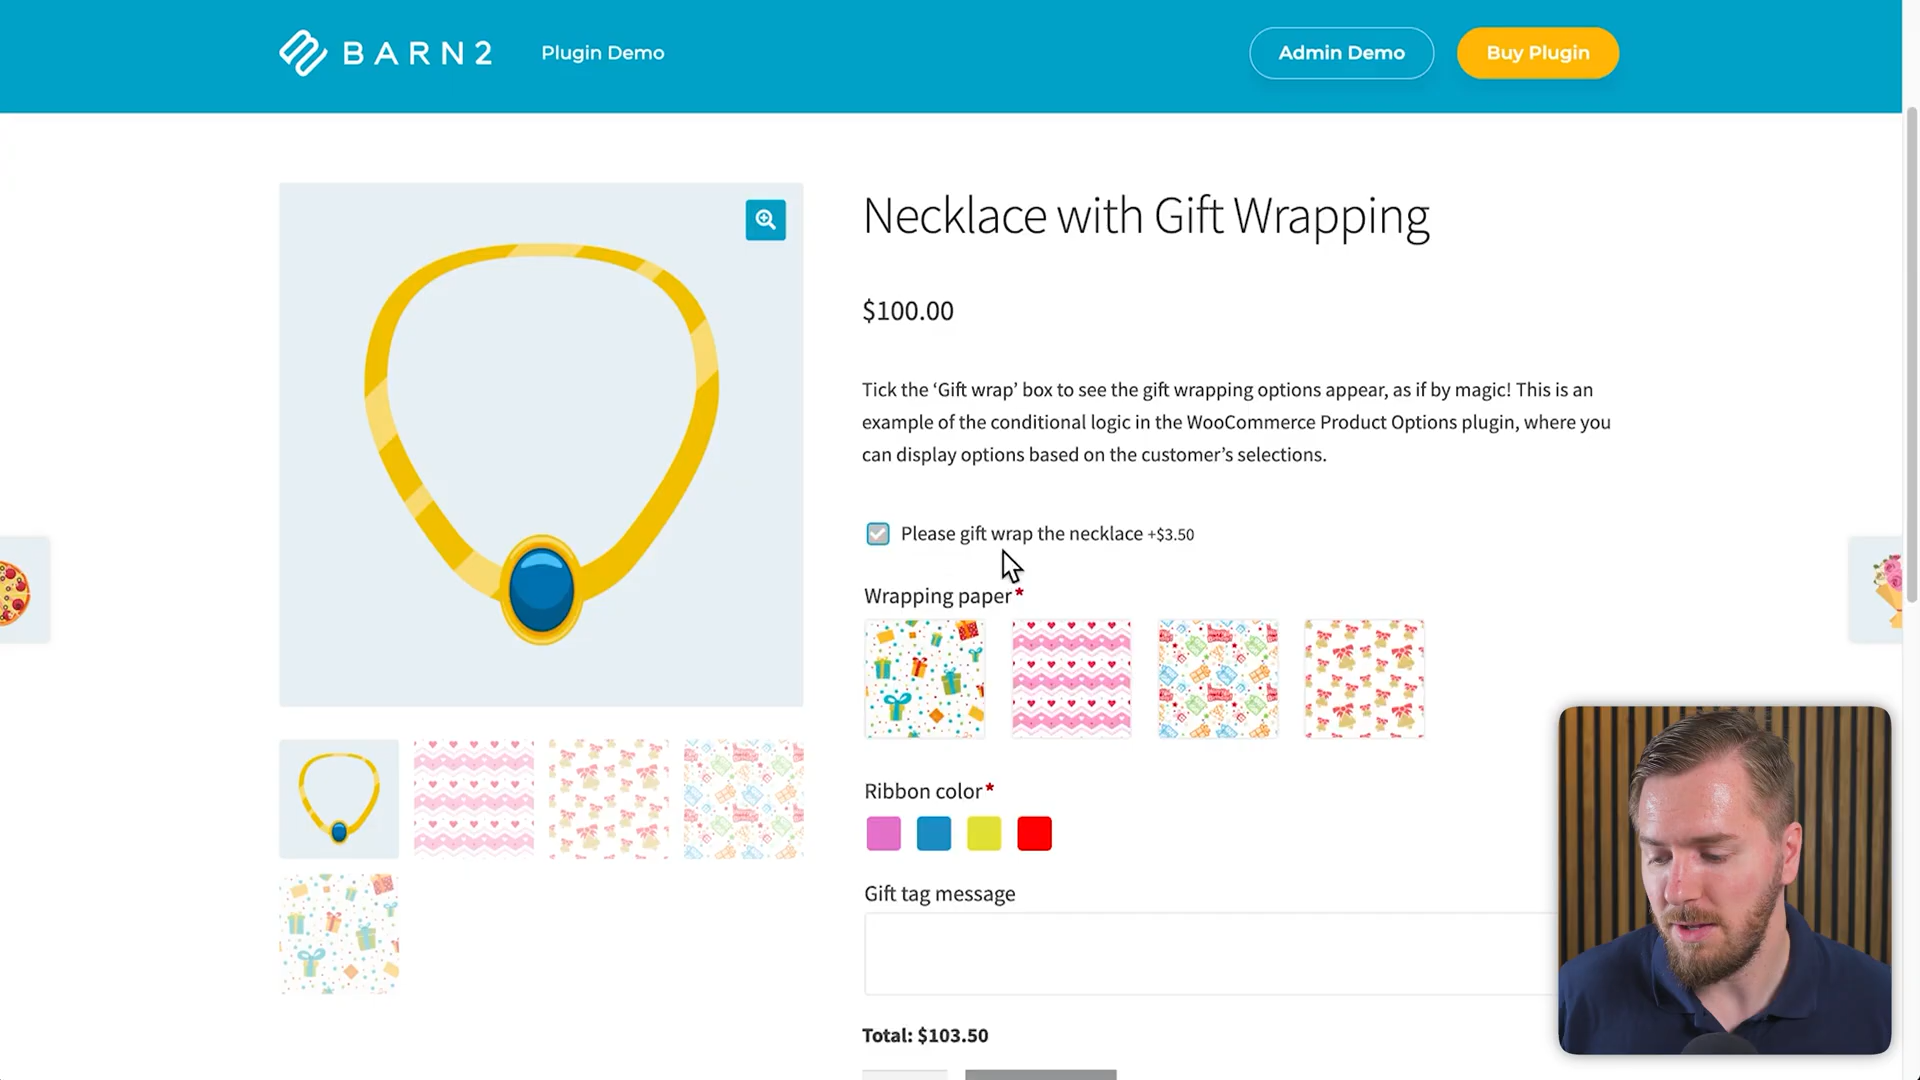 BARN2
Plugin Demo
Admin Demo
Buy Plugin
Necklace with Gift Wrapping
$100.00
Tick the ‘Gift wrap’ box to see the gift wrapping options appear, as if by magic! This is an
example of the conditional logic in the WooCommerce Product Options plugin, where you
can display options based on the customer’s selections.
Please gift wrap the necklace +$3.50
Wrapping paper*
Ribbon color*
Gift tag message
Total: $103.50